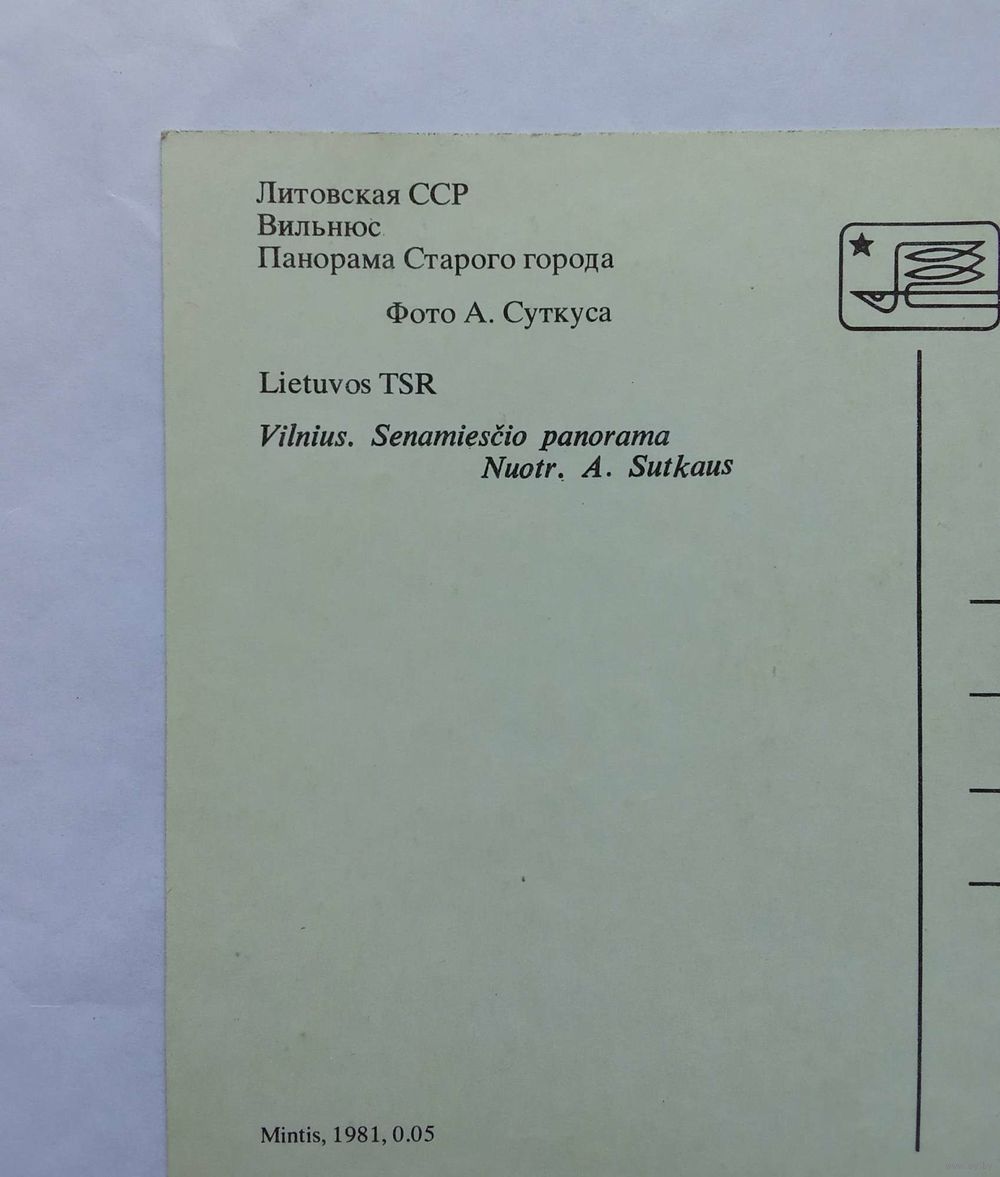 Литовская ССР
Вильнюс
Панорама Старого города
Фото А. Суткуса
Lietuvos TSR
Vilnius. Senamiesčio panorama
Nuotr. A. Sutkaus
Mintis, 1981, 0.05